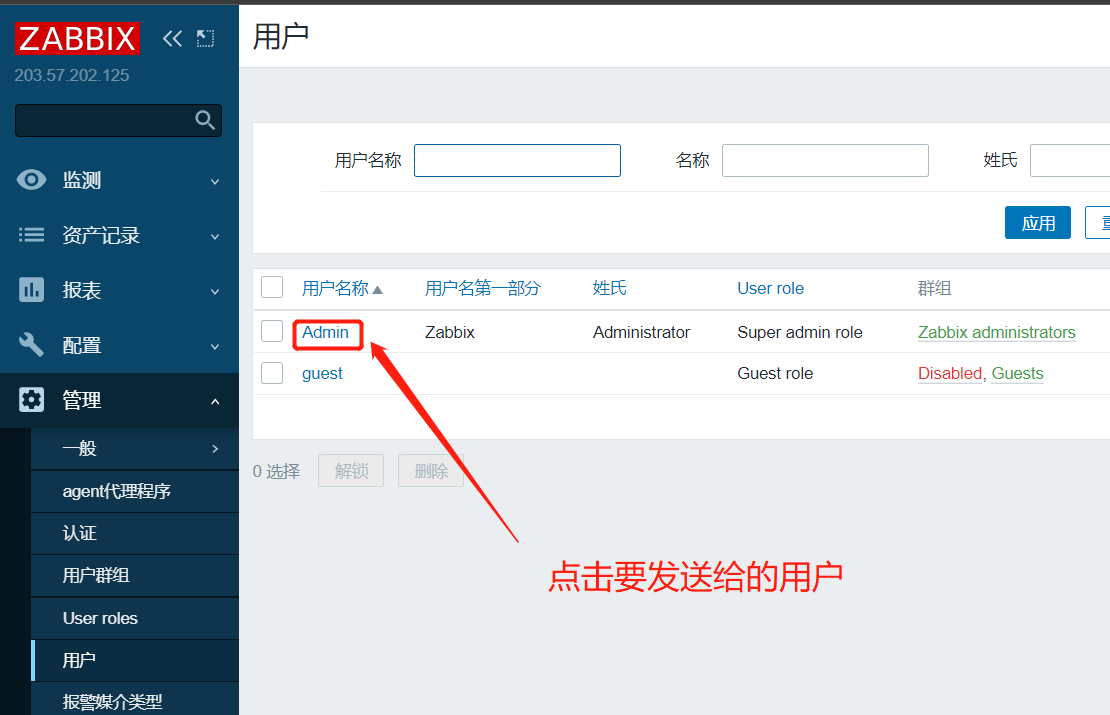 ZABBIX
203.57.202.125
用户
用户名称
名称
姓氏
应用
监测
资产记录
报表
配置
管理
一般
agent代理程序
认证
用户群组
User roles
用户
报警媒介类型
用户名称 用户名第一部分 姓氏 User role 群组
Admin Zabbix Administrator Super admin role Zabbix administrators
guest Guest role Disabled, Guests
0 选择 解锁 删除
点击要发送给的用户